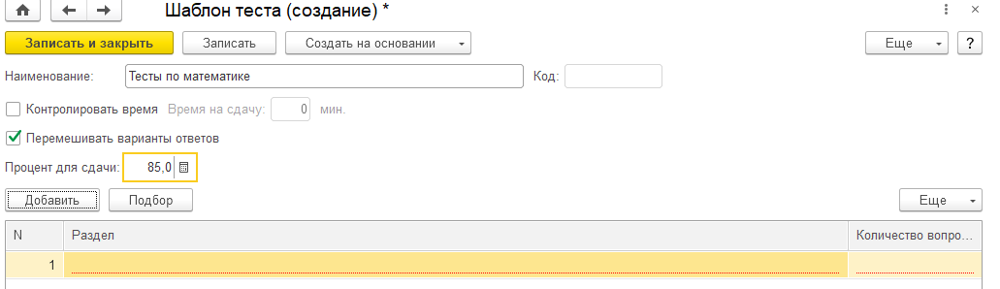 Шаблон теста (создание) *
Записать и закрыть Записать Создать на основании Еще ?
Наименование: Тесты по математике Код:
Контролировать время Время на сдачу: 0 мин.
Перемешивать варианты ответов
Процент для сдачи: 85,0
Добавить Подбор Еще
N Раздел Количество вопро...
1